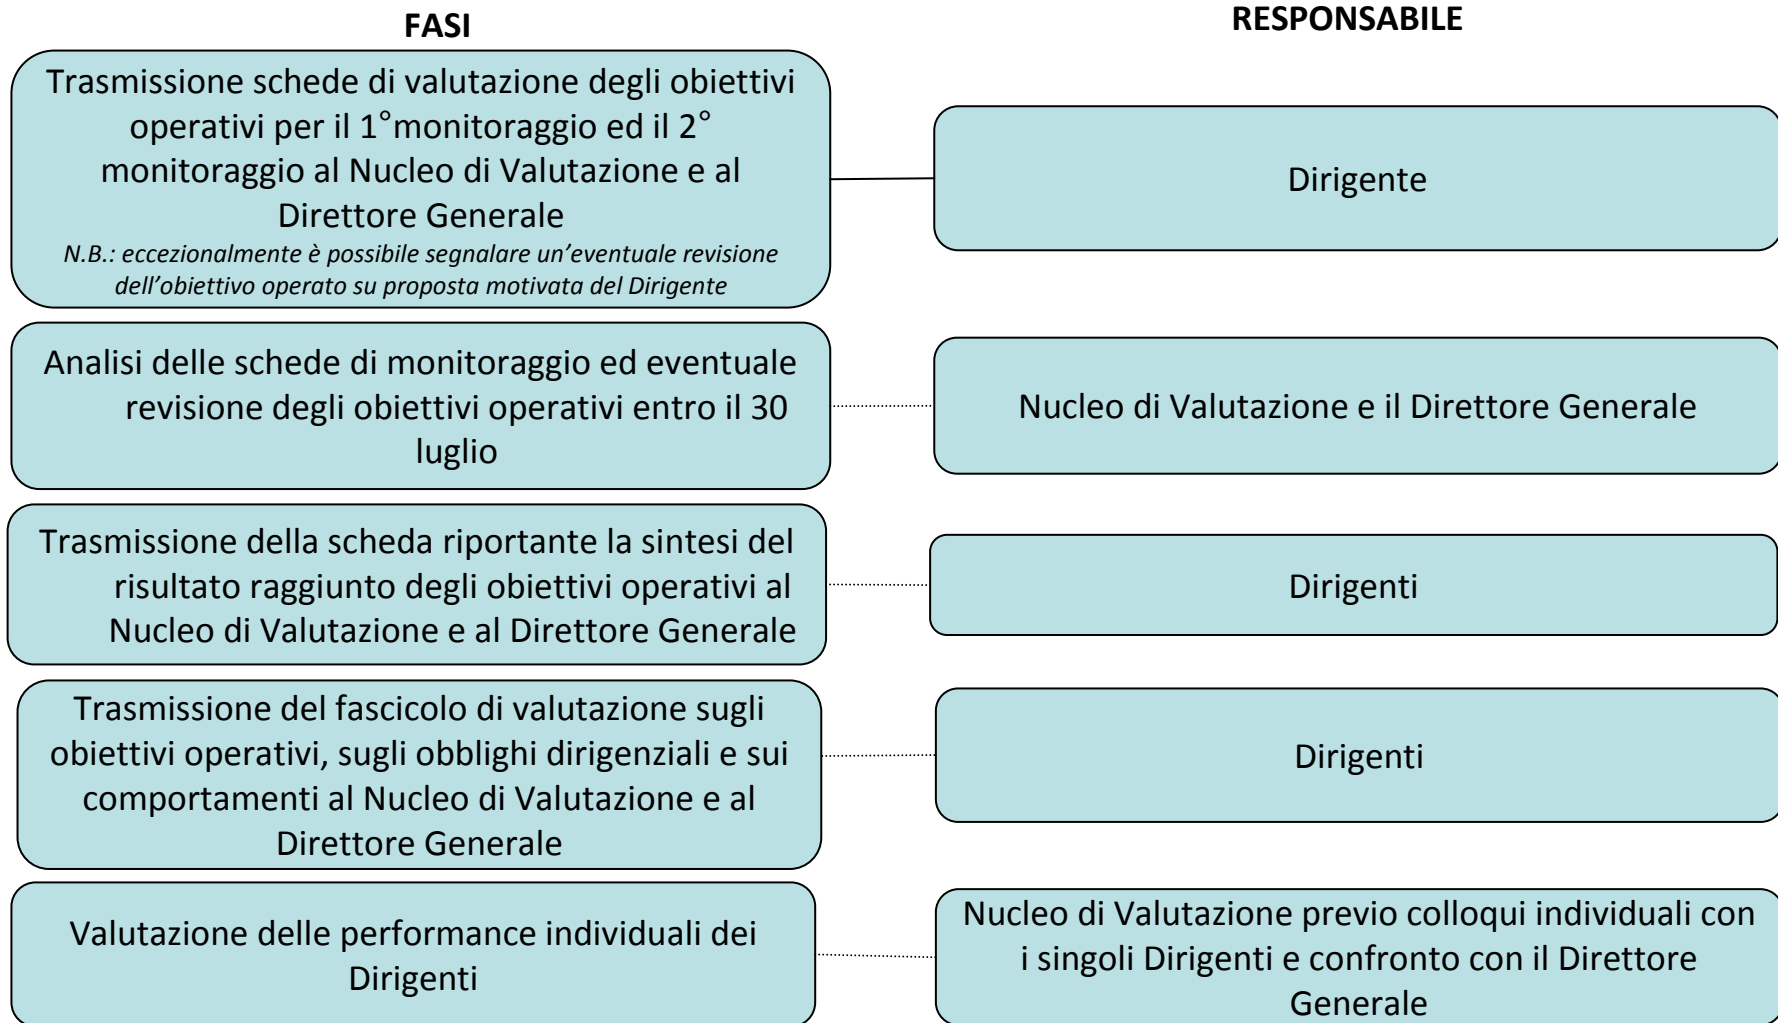 FASI
RESPONSABILE
Trasmissione schede di valutazione degli obiettivi
operativi per il 1°monitoraggio ed il 2°
monitoraggio al Nucleo di Valutazione e al
Direttore Generale
N.B.: eccezionalmente è possibile segnalare un’eventuale revisione
dell’obiettivo operato su proposta motivata del Dirigente
Dirigente
Analisi delle schede di monitoraggio ed eventuale
revisione degli obiettivi operativi entro il 30
luglio
Nucleo di Valutazione e il Direttore Generale
Trasmissione della scheda riportante la sintesi del
risultato raggiunto degli obiettivi operativi al
Nucleo di Valutazione e al Direttore Generale
Dirigenti
Trasmissione del fascicolo di valutazione sugli
obiettivi operativi, sugli obblighi dirigenziali e sui
comportamenti al Nucleo di Valutazione e al
Direttore Generale
Dirigenti
Valutazione delle performance individuali dei
Dirigenti
Nucleo di Valutazione previo colloqui individuali con
i singoli Dirigenti e confronto con il Direttore
Generale